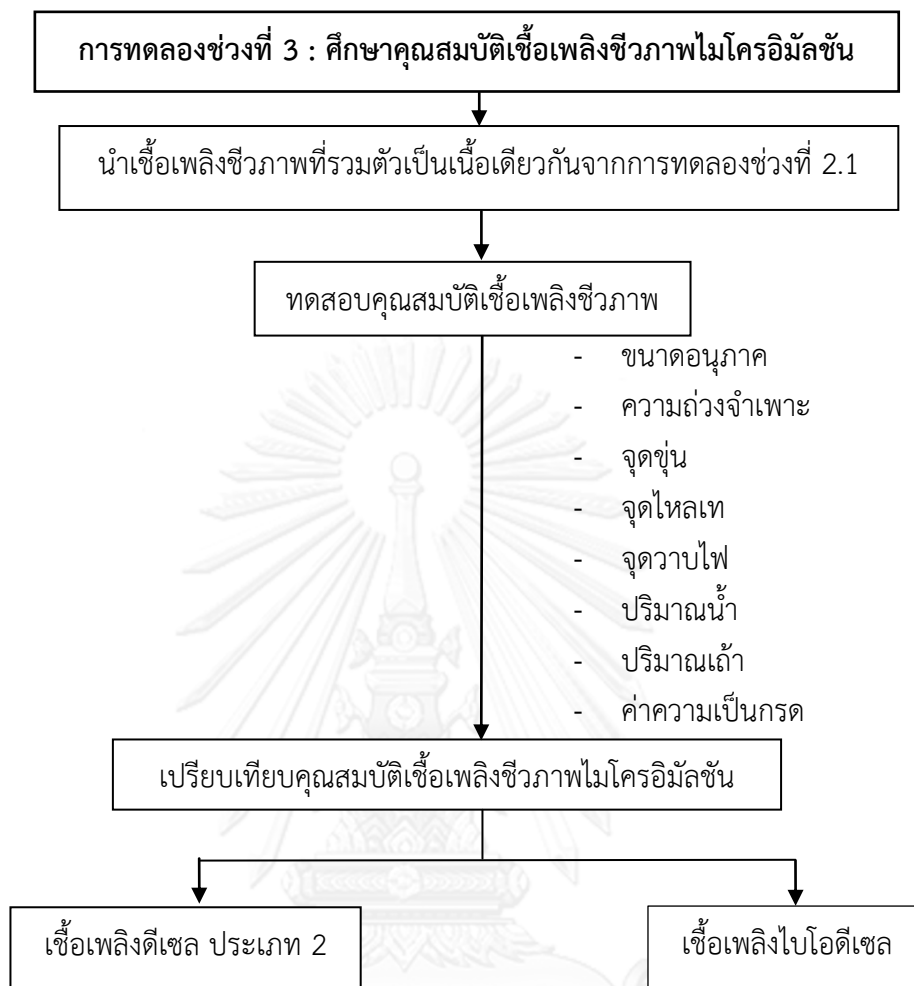 การทดลองช่วงที่ 3 : ศึกษาคุณสมบัติเชื้อเพลิงชีวภาพไมโครอิมัลชัน
นำเชื้อเพลิงชีวภาพที่รวมตัวเป็นเนื้อเดียวกันจากการทดลองช่วงที่ 2.1
ทดสอบคุณสมบัติเชื้อเพลิงชีวภาพ
- ขนาดอนุภาค
- ความถ่วงจำเพาะ
- จุดขุ่น
- จุดไหลเท
- จุดวาบไฟ
- ปริมาณน้ำ
- ปริมาณเถ้า
- ค่าความเป็นกรด
เปรียบเทียบคุณสมบัติเชื้อเพลิงชีวภาพไมโครอิมัลชัน
เชื้อเพลิงดีเซล ประเภท 2
เชื้อเพลิงไบโอดีเซล